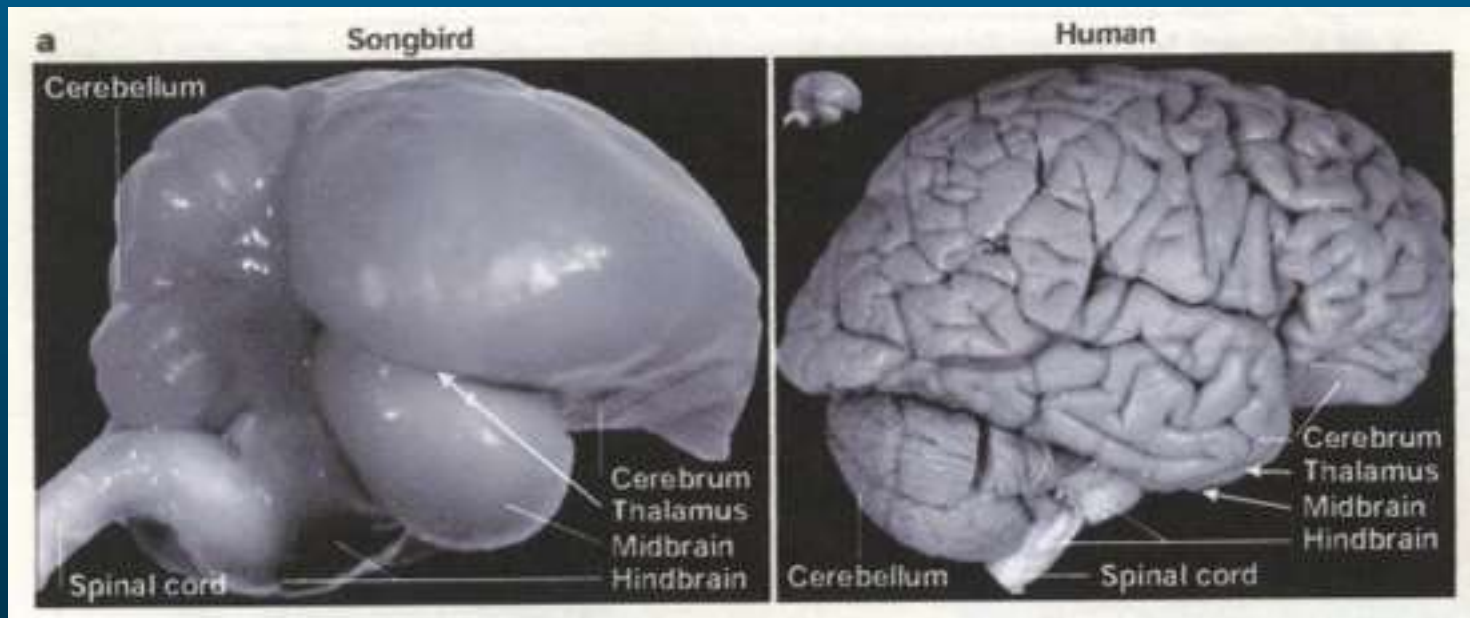 a
Songbird
Cerebellum
Cerebrum
Thalamus
Midbrain
Hindbrain
Spinal cord
Human
Cerebrum
Thalamus
Midbrain
Hindbrain
Cerebellum
Spinal cord